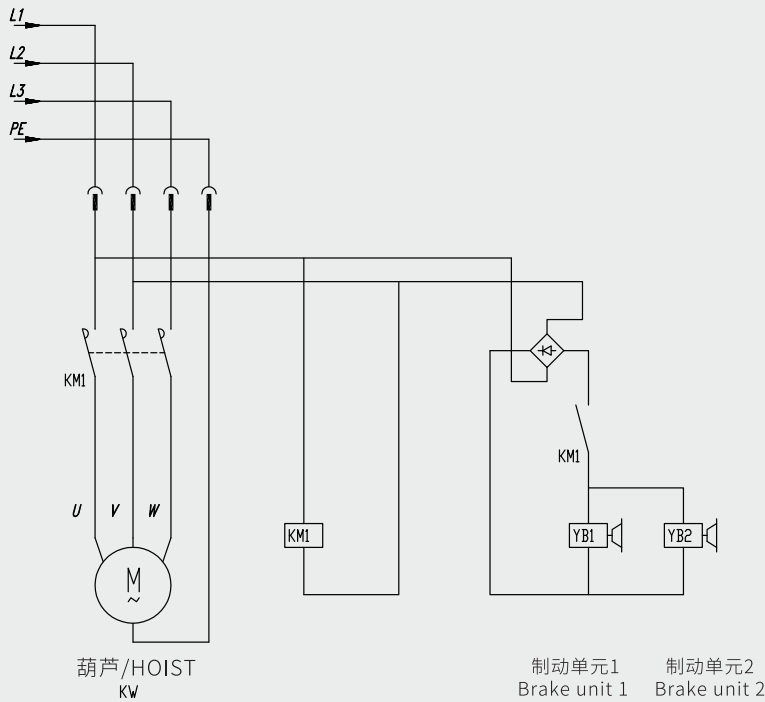 L1
L2
L3
PE
KM1
KM1
U V W
KM1
YB1
YB2
M
~
葫芦/HOIST
KW
制动单元1
Brake unit 1
制动单元2
Brake unit 2